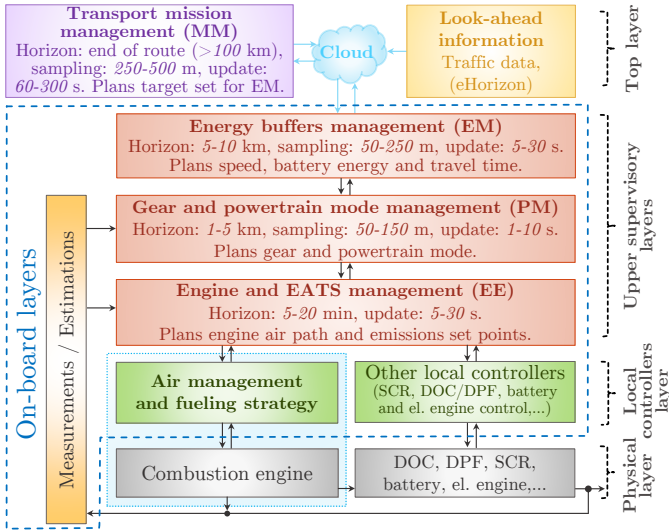 Transport mission
management (MM)
Horizon: end of route (>100 km),
sampling: 250-500 m, update:
60-300 s. Plans target set for EM.
Cloud
Look-ahead
information
Traffic data,
(eHorizon)
Top layer
Energy buffers management (EM)
Horizon: 5-10 km, sampling: 50-250 m, update: 5-30 s.
Plans speed, battery energy and travel time.
Gear and powertrain mode management (PM)
Horizon: 1-5 km, sampling: 50-150 m, update: 1-10 s.
Plans gear and powertrain mode.
Engine and EATS management (EE)
Horizon: 5-20 min, update: 5-30 s.
Plans engine air path and emissions set points.
Upper supervisory
layers
On-board layers
Measurements / Estimations
Air management
and fueling strategy
Other local controllers
(SCR, DOC/DPF, battery
and el. engine control,...)
Local controllers
layer
Combustion engine
DOC, DPF, SCR,
battery, el. engine,...
Physical
layer